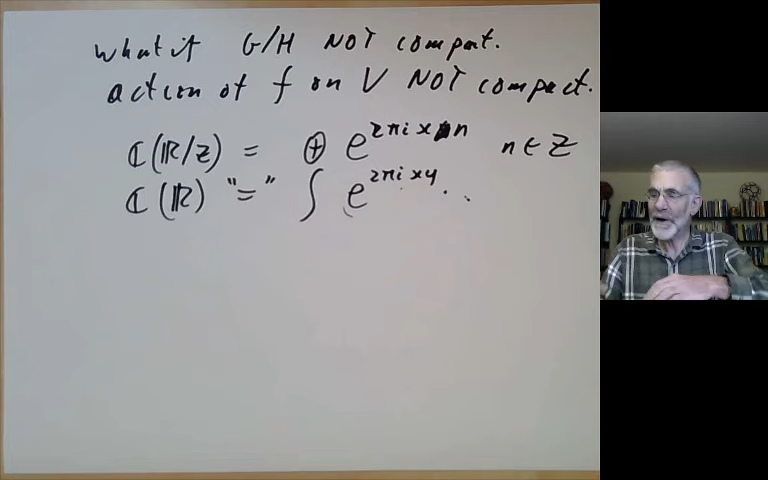 What if G/H NOT compact.
action of f on V NOT compact.
ℂ(ℝ/Z) = ⊕ e^{2πixn} n ∈ Z
ℂ(ℝ) "=" ∫ e^{2πixy} . . .